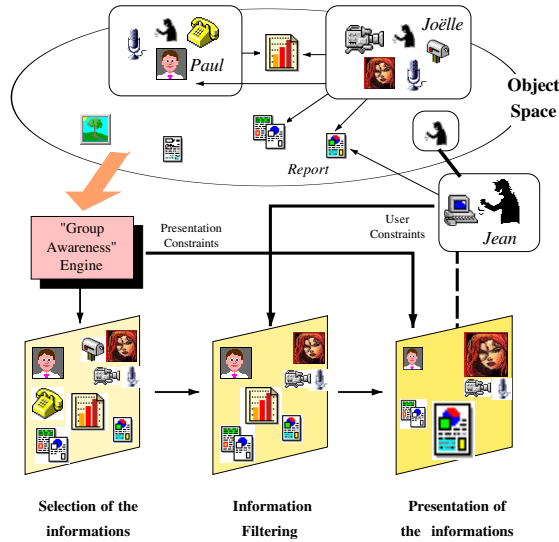 Joëlle
Paul
Object
Space
Report
"Group
Awareness"
Engine
Presentation
Constraints
User
Constraints
Jean
Selection of the
informations
Information
Filtering
Presentation of
the informations